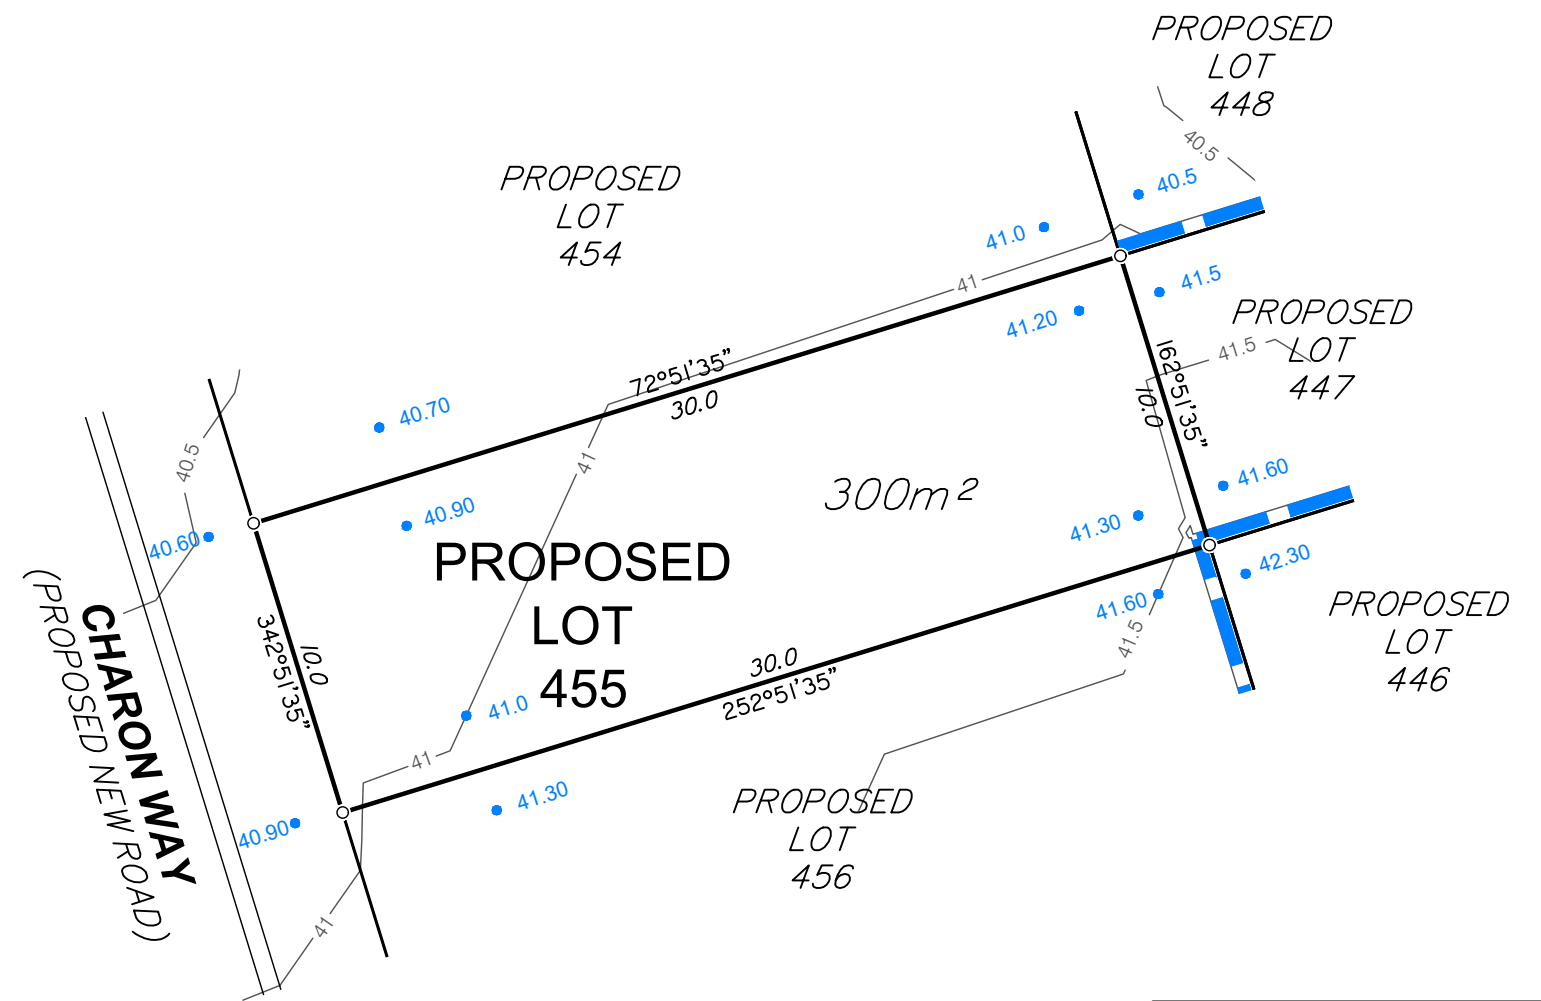 PROPOSED
LOT
448
40.5
40.5
PROPOSED
LOT
454
41.0
41
41.5
41.20
PROPOSED
LOT
447
41.5
72°51'35"
30.0
162°51'35"
10.0
40.70
40.5
41
40.90
40.60
300m²
41.60
41.30
42.30
PROPOSED
LOT
455
41.60
41.5
PROPOSED
LOT
446
342°51'35"
10.0
30.0
252°51'35"
41.0
41
41.30
PROPOSED
LOT
456
40.90
41
CHARON WAY
(PROPOSED NEW ROAD)